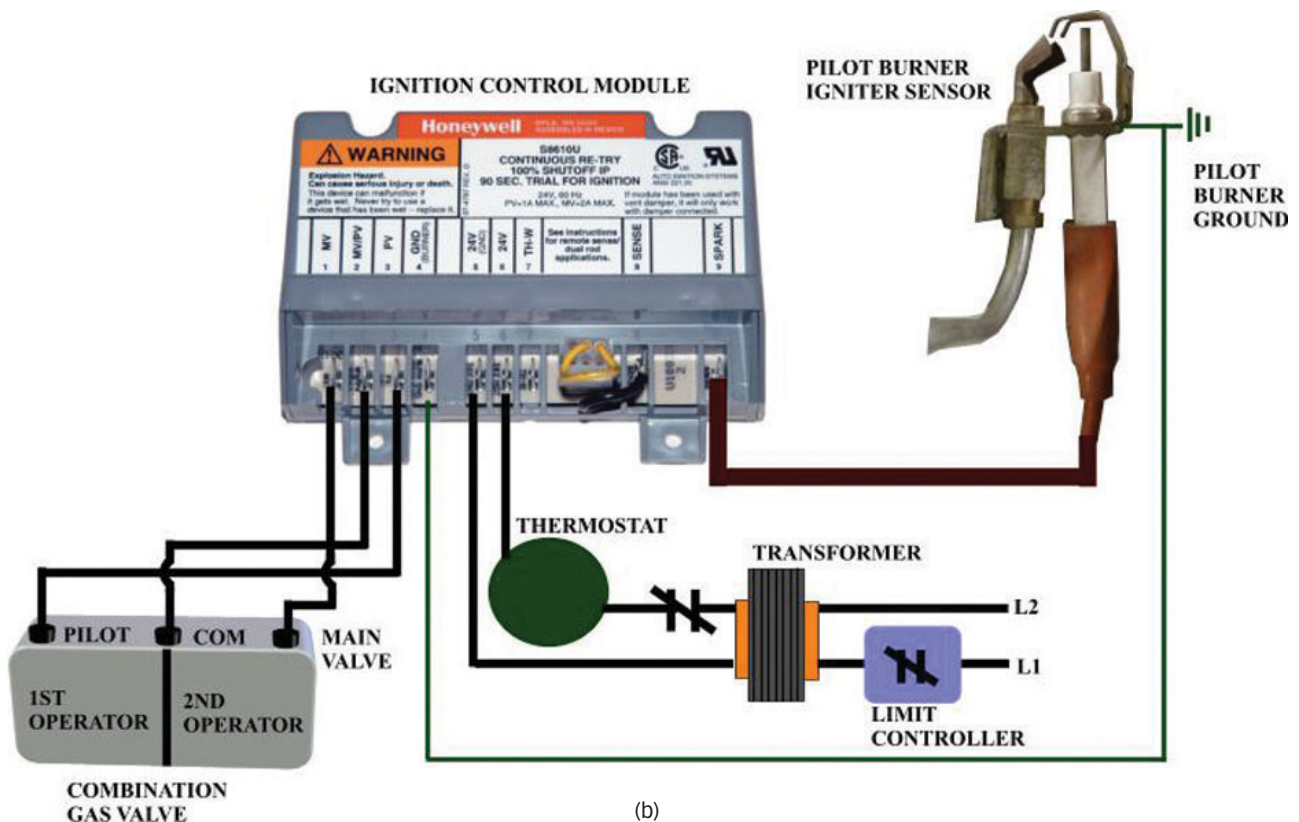 IGNITION CONTROL MODULE
PILOT BURNER
IGNITER SENSOR
PILOT
BURNER
GROUND
Honeywell
ASSEMBLED IN MEXICO
WARNING
Explosion Hazard.
Can cause serious injury or death.
This device can malfunction if
it gets wet. Never try to use a
device that has been wet – replace it.
S8610U
CONTINUOUS RE-TRY
100% SHUTOFF IP
90 SEC. TRIAL FOR IGNITION
24V, 60 Hz
PV=1A MAX., MV=2A MAX.
AUTO IGNITION SYSTEMS
If module has been used with
vent damper, it will only work
with damper connected.
MV 1
MV/PV 2
PV 3
GND (BURNER) 4
24V (GND) 5
24V 6
TH-W 7
See instructions
for remote sense/
dual rod
applications.
SENSE 8
SPARK 9
THERMOSTAT
TRANSFORMER
L2
L1
LIMIT
CONTROLLER
PILOT COM MAIN
VALVE
1ST
OPERATOR
2ND
OPERATOR
COMBINATION
GAS VALVE
(b)